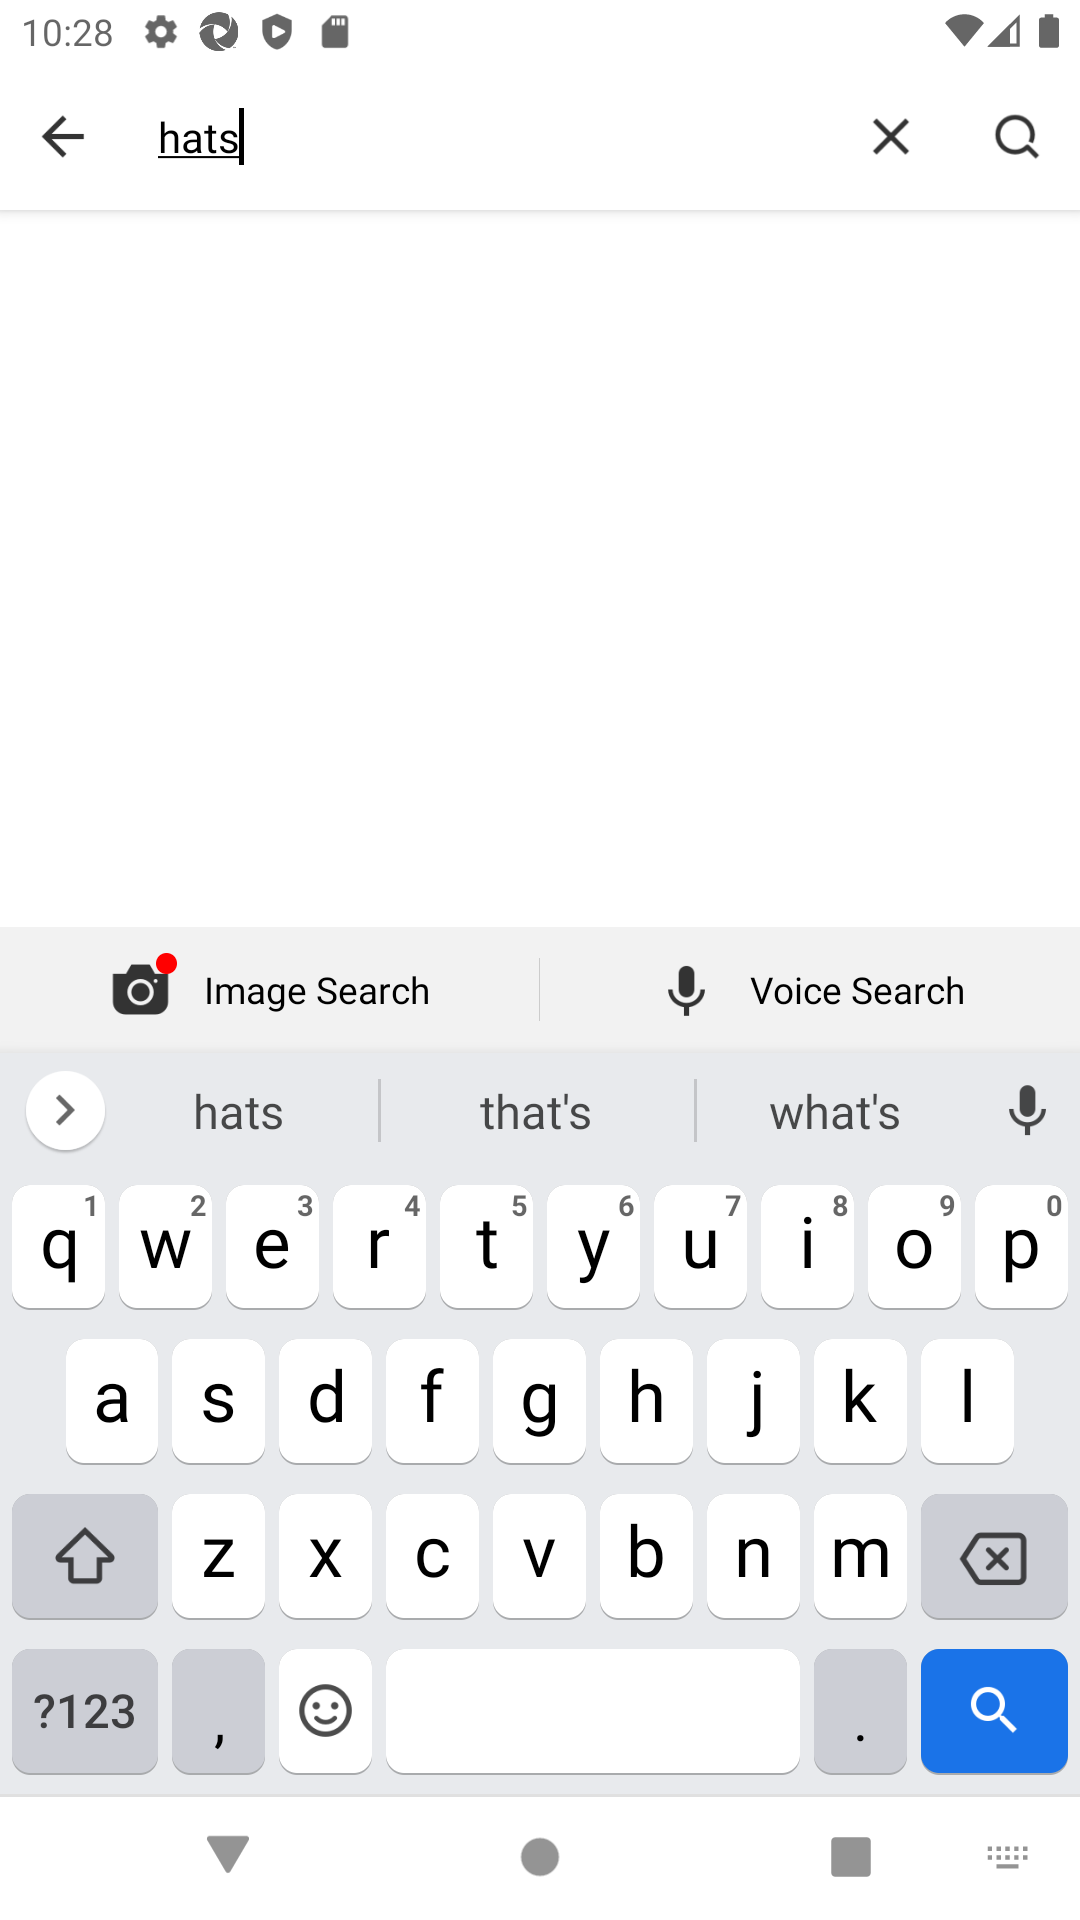 10:28
hats
Image Search Voice Search
hats that's what's
1 2 3 4 5 6 7 8 9 0
q w e r t y u i o p
a s d f g h j k l
z x c v b n m
?123 , .